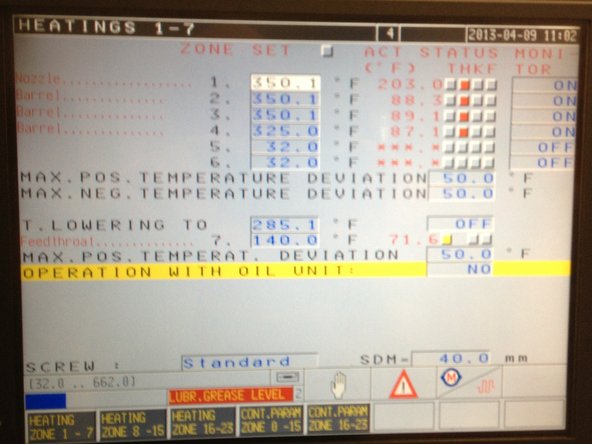 HEATINGS 1-7 4 2013-04-09 11:02
ZONE SET ACT STATUS MONI-
(°F) THKF TOR
Nozzle.................. 1. 350.1 °F 203.0 ON
Barrel.............. 2. 350.1 °F 88.3 ON
Barrel.............. 3. 350.1 °F 89.1 ON
Barrel.............. 4. 325.0 °F 87.1 ON
5. 32.0 °F ***.* OFF
6. 32.0 °F ***.* OFF
MAX.POS.TEMPERATURE DEVIATION 50.0 °F
MAX.NEG.TEMPERATURE DEVIATION 50.0 °F
T.LOWERING TO 285.1 °F OFF
Feedthroat............. 7. 140.0 °F 71.6
MAX.POS.TEMPERAT. DEVIATION 50.0 °F
OPERATION WITH OIL UNIT: NO
SCREW : Standard SDM= 40.0 mm
[32.0 .. 662.0]
LUBR.GREASE LEVEL 2
M
HEATING ZONE 1 - 7
HEATING ZONE 8 -15
HEATING ZONE 16-23
CONT.PARAM ZONE 0 -15
CONT.PARAM ZONE 16-23